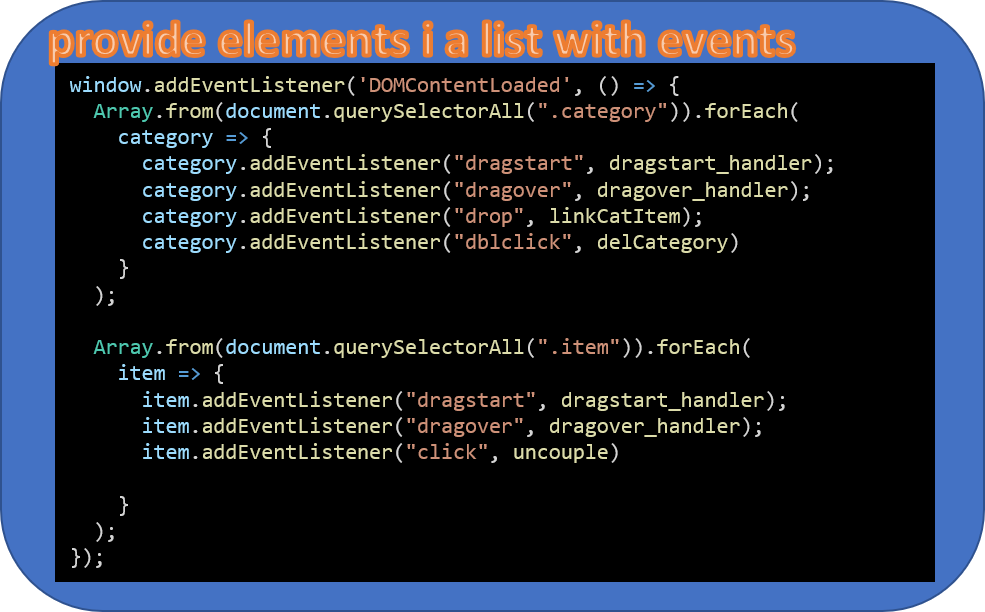 provide elements i a list with events
window.addEventListener('DOMContentLoaded', () => {
  Array.from(document.querySelectorAll(".category")).forEach(
    category => {
      category.addEventListener("dragstart", dragstart_handler);
      category.addEventListener("dragover", dragover_handler);
      category.addEventListener("drop", linkCatItem);
      category.addEventListener("dblclick", delCategory)
    }
  );

  Array.from(document.querySelectorAll(".item")).forEach(
    item => {
      item.addEventListener("dragstart", dragstart_handler);
      item.addEventListener("dragover", dragover_handler);
      item.addEventListener("click", uncouple)

    }
  );
});